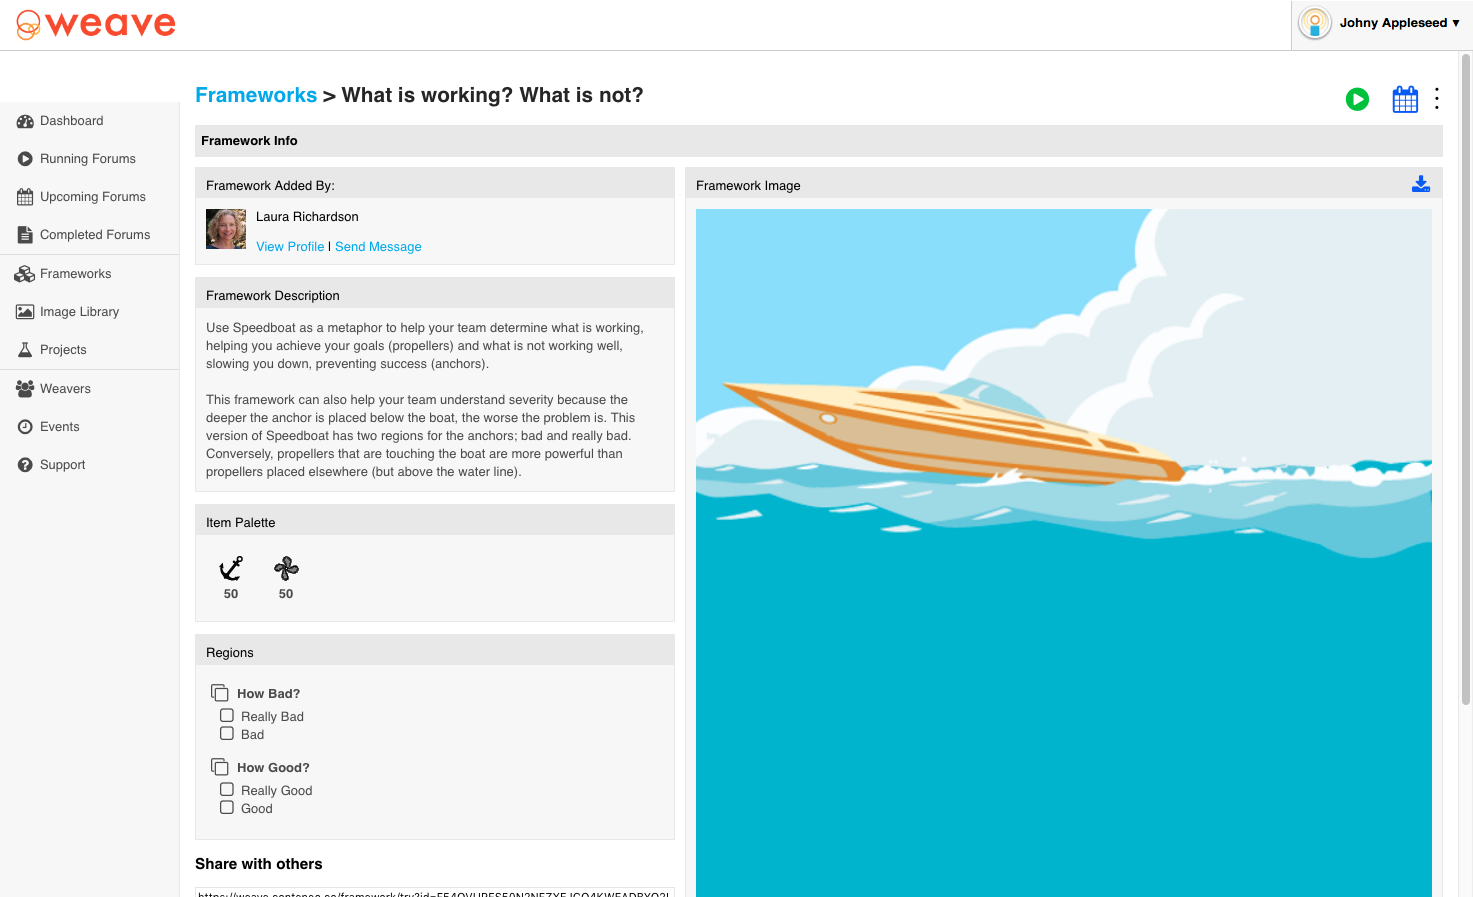 weave
Johny Appleseed ▼
Dashboard
Running Forums
Upcoming Forums
Completed Forums
Frameworks
Image Library
Projects
Weavers
Events
Support
Frameworks > What is working? What is not?
Framework Info
Framework Added By:
Laura Richardson
View Profile | Send Message
Framework Description
Use Speedboat as a metaphor to help your team determine what is working,
helping you achieve your goals (propellers) and what is not working well,
slowing you down, preventing success (anchors).
This framework can also help your team understand severity because the
deeper the anchor is placed below the boat, the worse the problem is. This
version of Speedboat has two regions for the anchors; bad and really bad.
Conversely, propellers that are touching the boat are more powerful than
propellers placed elsewhere (but above the water line).
Item Palette
50 50
Regions
How Bad?
Really Bad
Bad
How Good?
Really Good
Good
Share with others
Framework Image